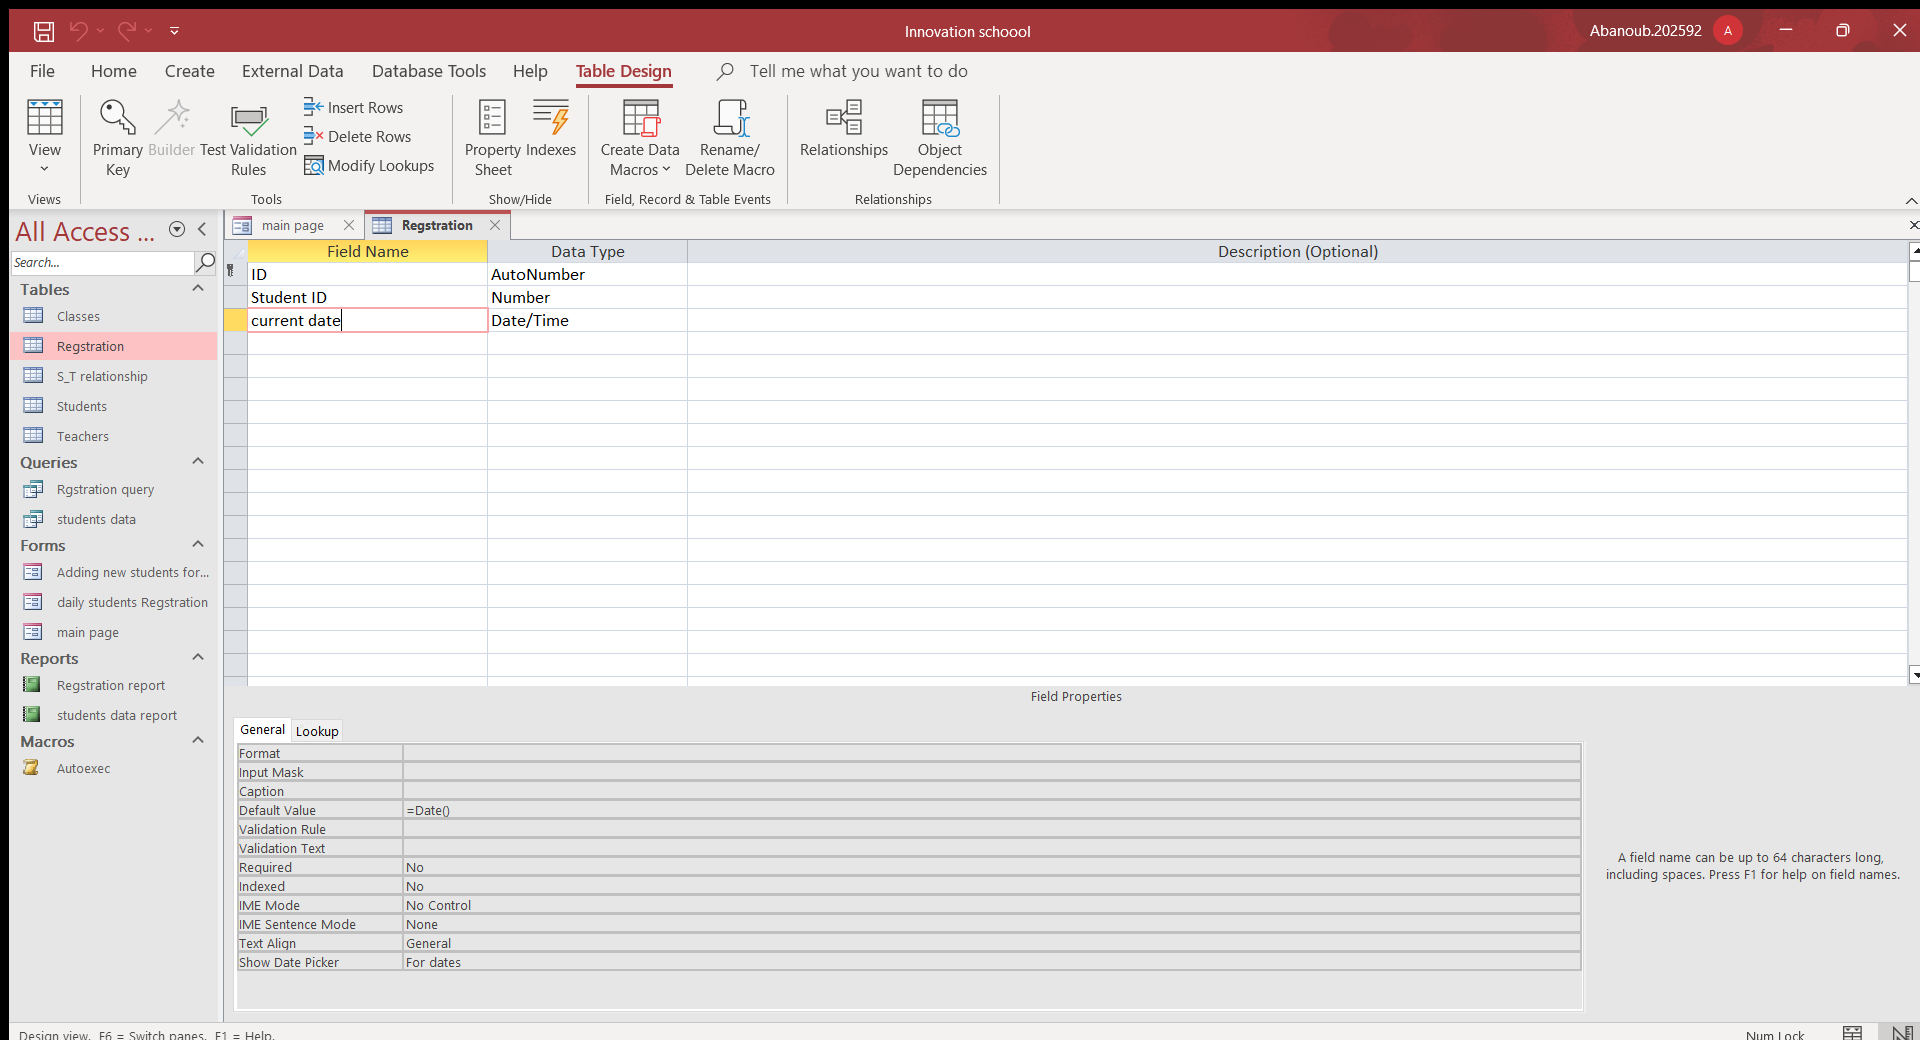 Innovation schoool
Abanoub.202592
A
File Home Create External Data Database Tools Help Table Design Tell me what you want to do
View
Primary Key
Builder
Test Validation Rules
Insert Rows
Delete Rows
Modify Lookups
Property Sheet
Indexes
Create Data Macros
Rename/ Delete Macro
Relationships
Object Dependencies
Views Tools Show/Hide Field, Record & Table Events Relationships
All Access ...
Search...
Tables
Classes
Regstration
S_T relationship
Students
Teachers
Queries
Rgstration query
students data
Forms
Adding new students for...
daily students Regstration
main page
Reports
Regstration report
students data report
Macros
Autoexec
main page Regstration
Field Name Data Type Description (Optional)
ID AutoNumber
Student ID Number
current date Date/Time
Field Properties
General Lookup
Format
Input Mask
Caption
Default Value =Date()
Validation Rule
Validation Text
Required No
Indexed No
IME Mode No Control
IME Sentence Mode None
Text Align General
Show Date Picker For dates
A field name can be up to 64 characters long,
including spaces. Press F1 for help on field names.
Design view. F6 = Switch panes. F1 = Help.
Num Lock